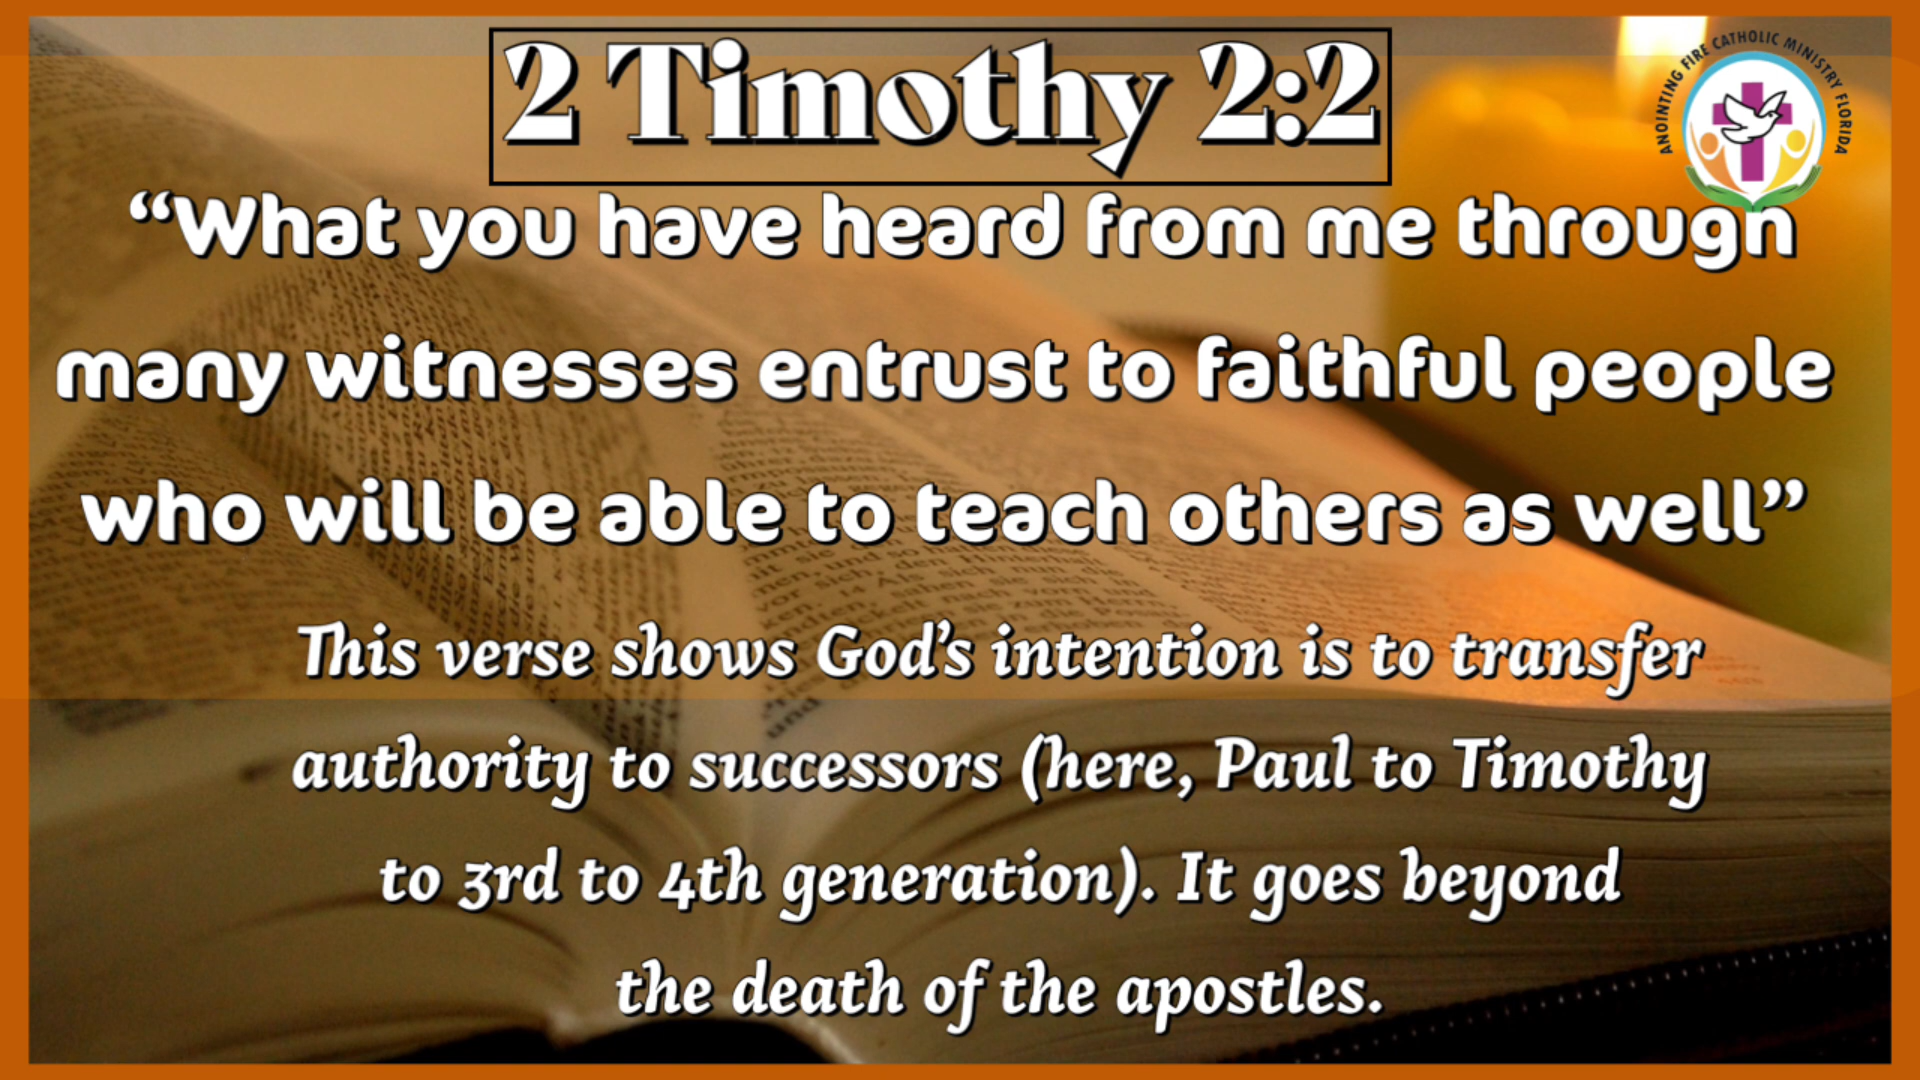 2 Timothy 2:2
ANOINTING FIRE CATHOLIC MINISTRY FLORIDA
“What you have heard from me through
many witnesses entrust to faithful people
who will be able to teach others as well”
This verse shows God’s intention is to transfer
authority to successors (here, Paul to Timothy
to 3rd to 4th generation). It goes beyond
the death of the apostles.